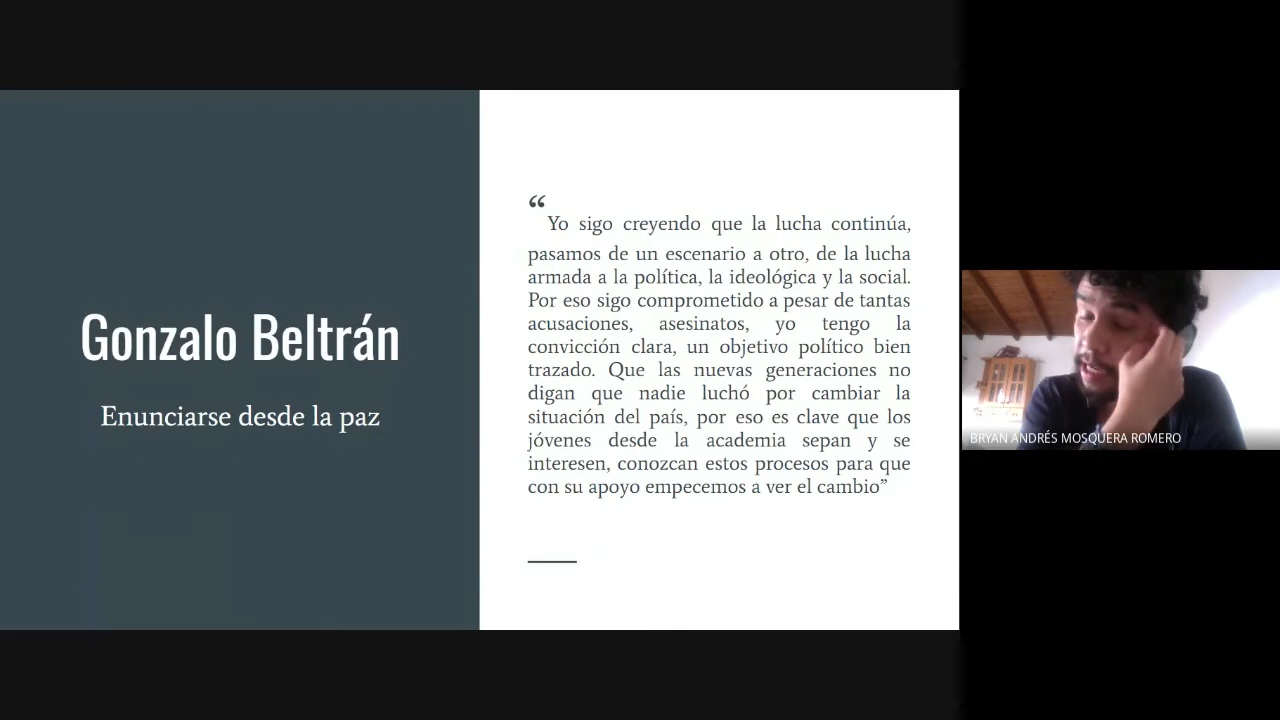 Gonzalo Beltrán
Enunciarse desde la paz
“
Yo sigo creyendo que la lucha continúa,
pasamos de un escenario a otro, de la lucha
armada a la política, la ideológica y la social.
Por eso sigo comprometido a pesar de tantas
acusaciones, asesinatos, yo tengo la
convicción clara, un objetivo político bien
trazado. Que las nuevas generaciones no
digan que nadie luchó por cambiar la
situación del país, por eso es clave que los
jóvenes desde la academia sepan y se
interesen, conozcan estos procesos para que
con su apoyo empecemos a ver el cambio”
BRYAN ANDRÉS MOSQUERA ROMERO